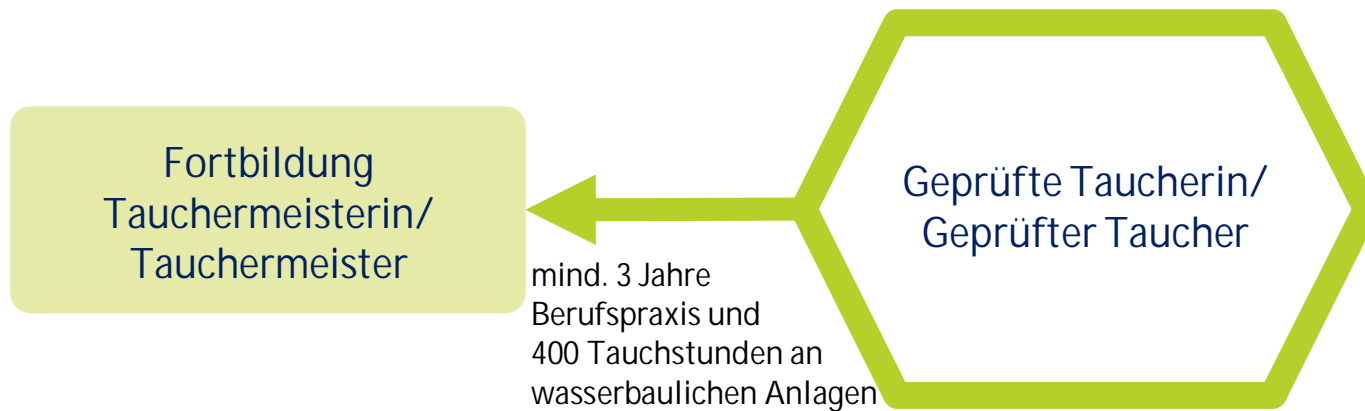 Fortbildung
Tauchermeisterin/
Tauchermeister
mind. 3 Jahre
Berufspraxis und
400 Tauchstunden an
wasserbaulichen Anlagen
Geprüfte Taucherin/
Geprüfter Taucher